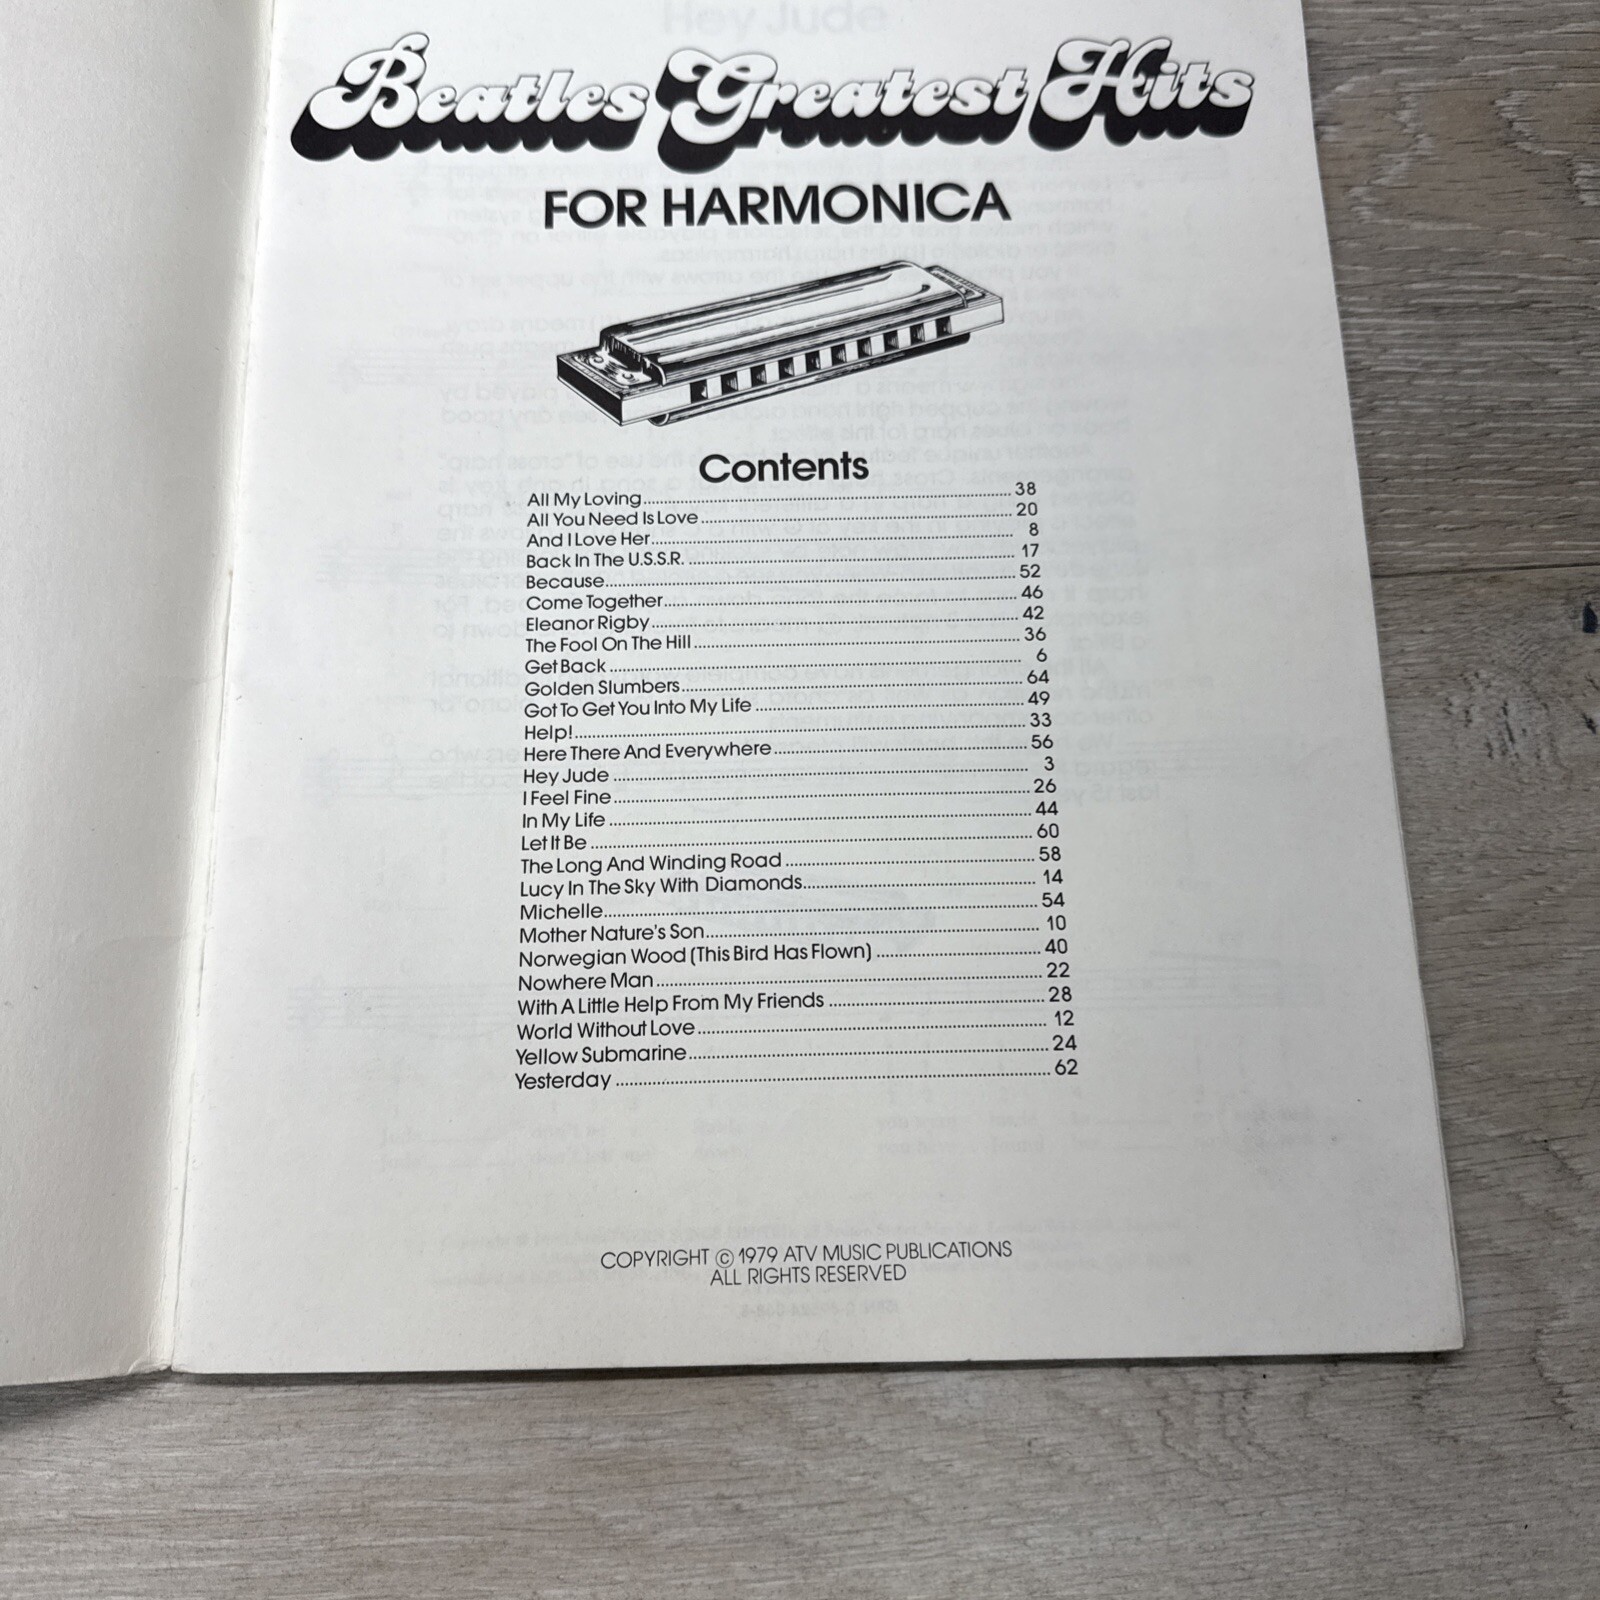 Hey Jude
Beatles Greatest Hits
FOR HARMONICA
Contents
All My Loving 38
All You Need Is Love 20
And I Love Her 8
Back In The U.S.S.R. 17
Because 52
Come Together 46
Eleanor Rigby 42
The Fool On The Hill 36
Get Back 6
Golden Slumbers 64
Got To Get You Into My Life 49
Help! 33
Here There And Everywhere 56
Hey Jude 3
I Feel Fine 26
In My Life 44
Let It Be 60
The Long And Winding Road 58
Lucy In The Sky With Diamonds 14
Michelle 54
Mother Nature's Son 10
Norwegian Wood (This Bird Has Flown) 40
Nowhere Man 22
With A Little Help From My Friends 28
World Without Love 12
Yellow Submarine 24
Yesterday 62
COPYRIGHT © 1979 ATV MUSIC PUBLICATIONS
ALL RIGHTS RESERVED